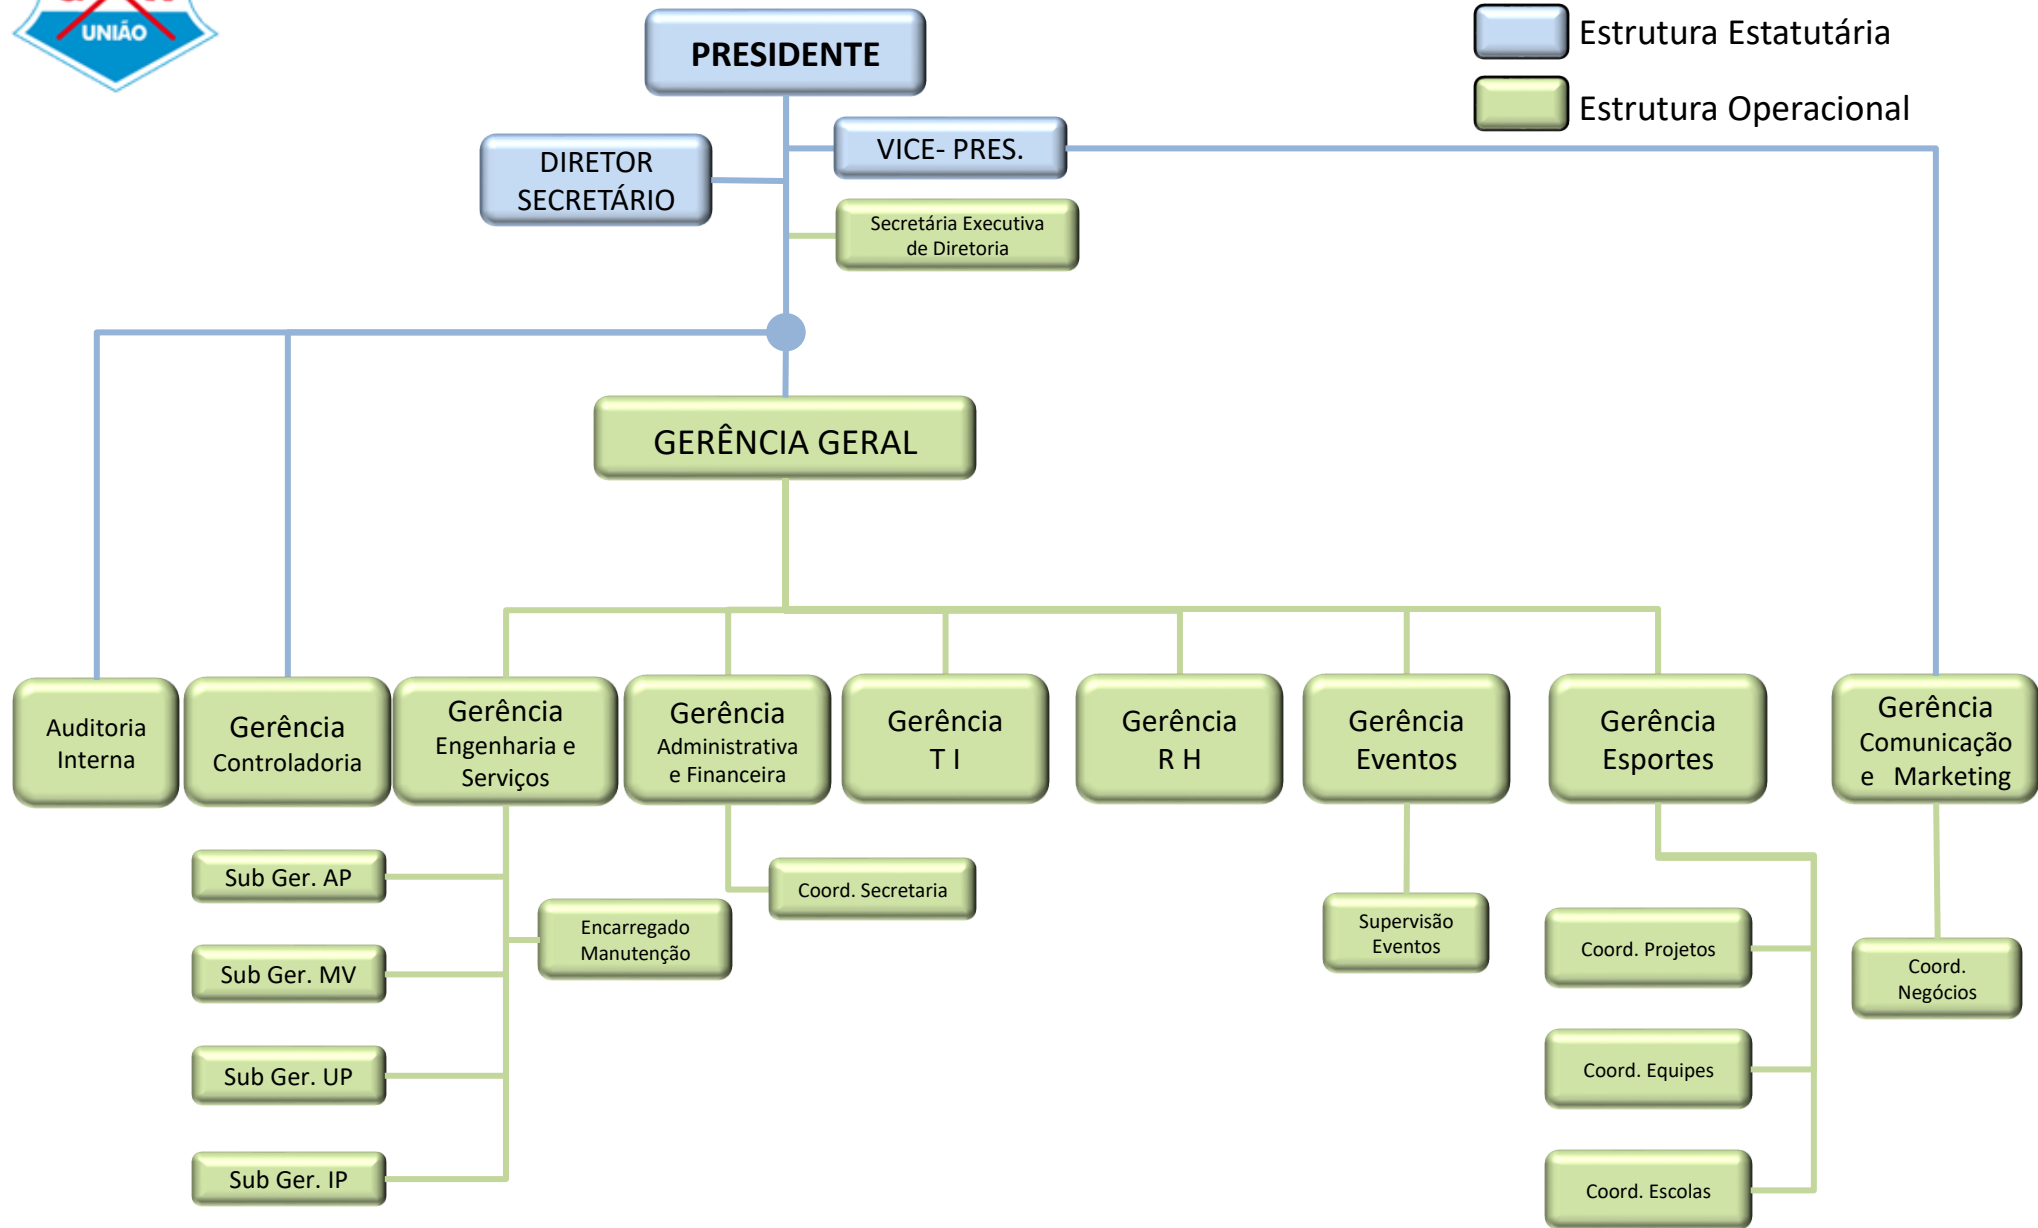 UNIÃO
PRESIDENTE
Estrutura Estatutária
Estrutura Operacional
DIRETOR
SECRETÁRIO
VICE- PRES.
Secretária Executiva
de Diretoria
GERÊNCIA GERAL
Auditoria
Interna
Gerência
Controladoria
Gerência
Engenharia e
Serviços
Gerência
Administrativa
e Financeira
Gerência
T I
Gerência
R H
Gerência
Eventos
Gerência
Esportes
Gerência
Comunicação
e Marketing
Sub Ger. AP
Sub Ger. MV
Sub Ger. UP
Sub Ger. IP
Encarregado
Manutenção
Coord. Secretaria
Supervisão
Eventos
Coord. Projetos
Coord. Equipes
Coord. Escolas
Coord.
Negócios